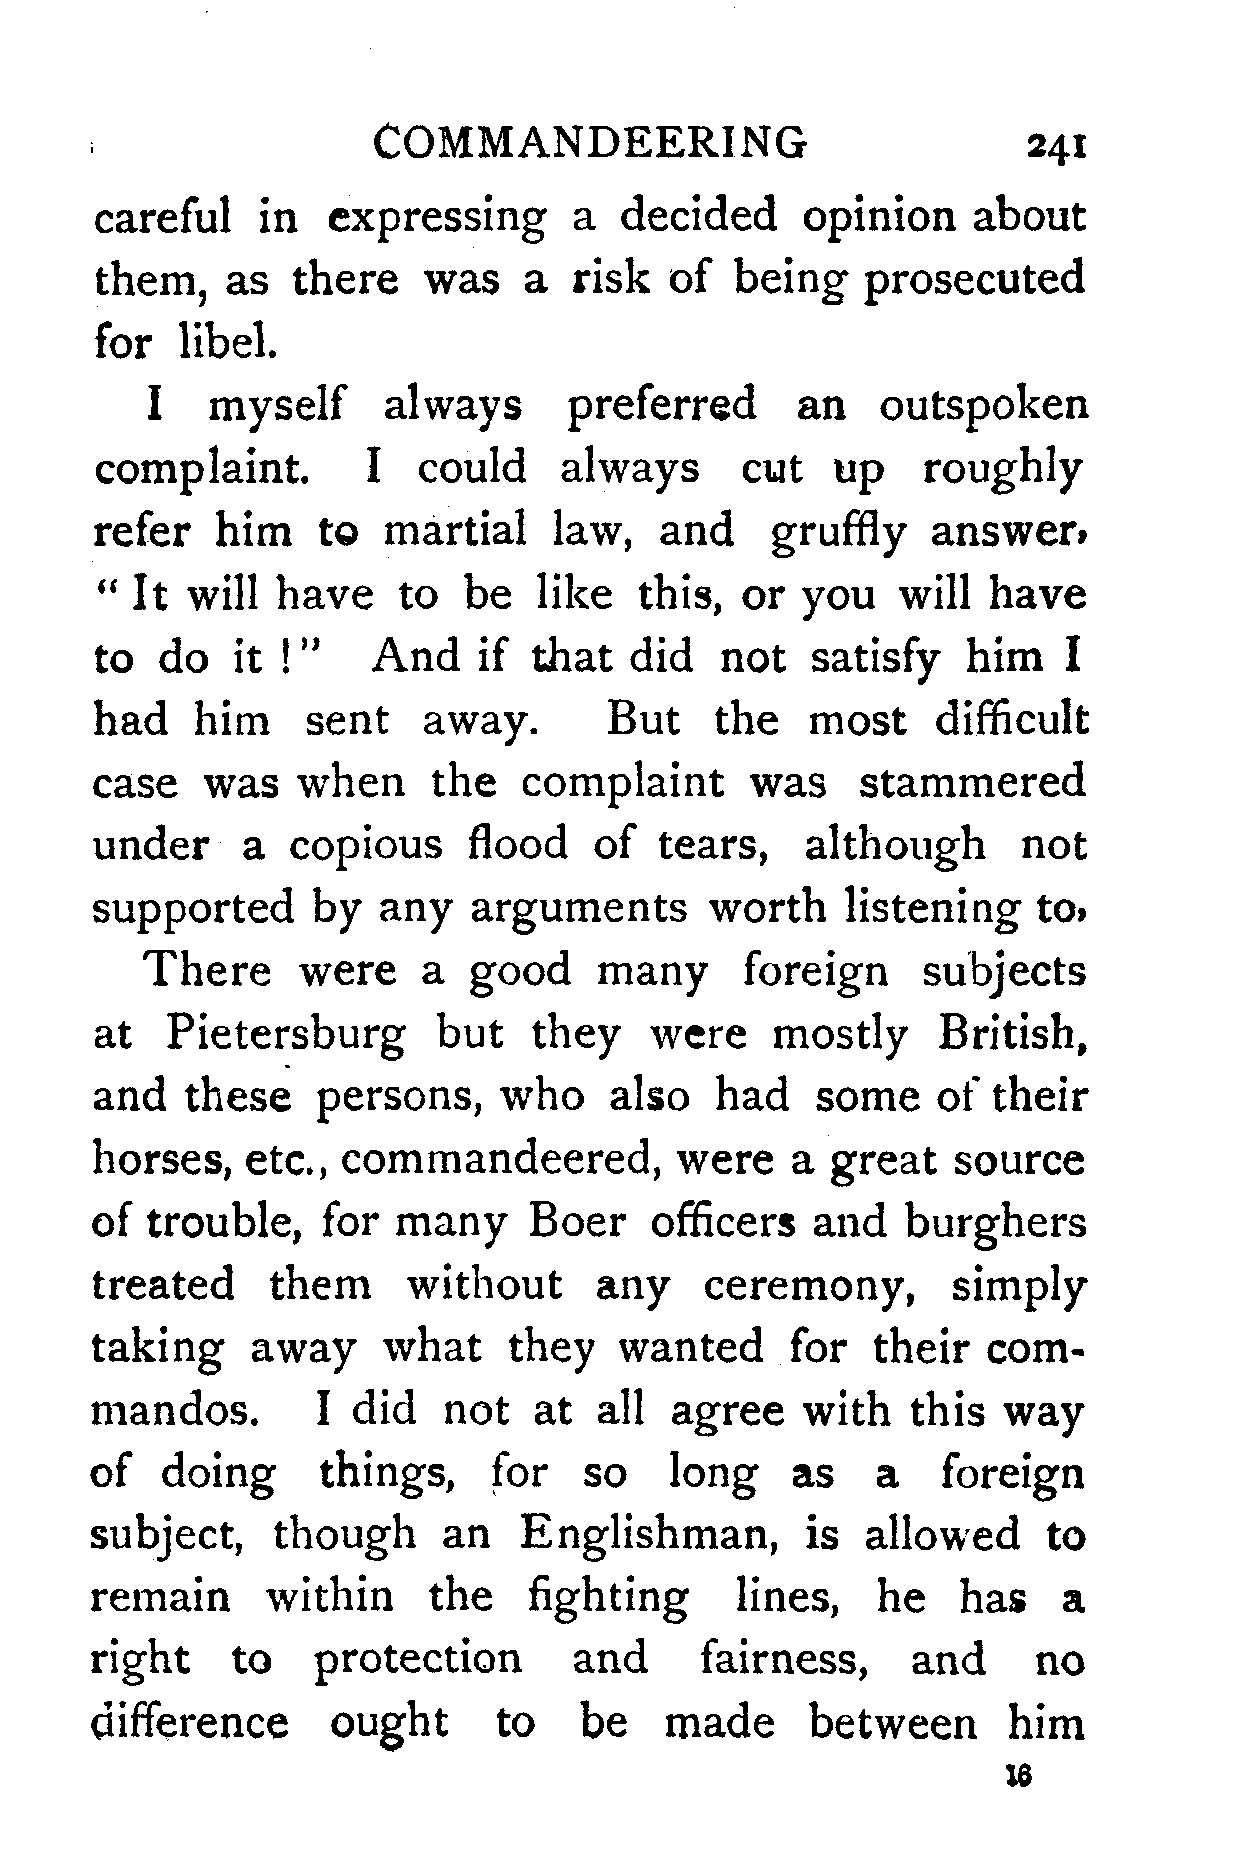 COMMANDEERING 241
careful in expressing a decided opinion about
them, as there was a risk of being prosecuted
for libel.
I myself always preferred an outspoken
complaint. I could always cut up roughly
refer him to martial law, and gruffly answer,
“ It will have to be like this, or you will have
to do it ! ” And if that did not satisfy him I
had him sent away. But the most difficult
case was when the complaint was stammered
under a copious flood of tears, although not
supported by any arguments worth listening to,
There were a good many foreign subjects
at Pietersburg but they were mostly British,
and these persons, who also had some of their
horses, etc., commandeered, were a great source
of trouble, for many Boer officers and burghers
treated them without any ceremony, simply
taking away what they wanted for their com-
mandos. I did not at all agree with this way
of doing things, for so long as a foreign
subject, though an Englishman, is allowed to
remain within the fighting lines, he has a
right to protection and fairness, and no
difference ought to be made between him
16